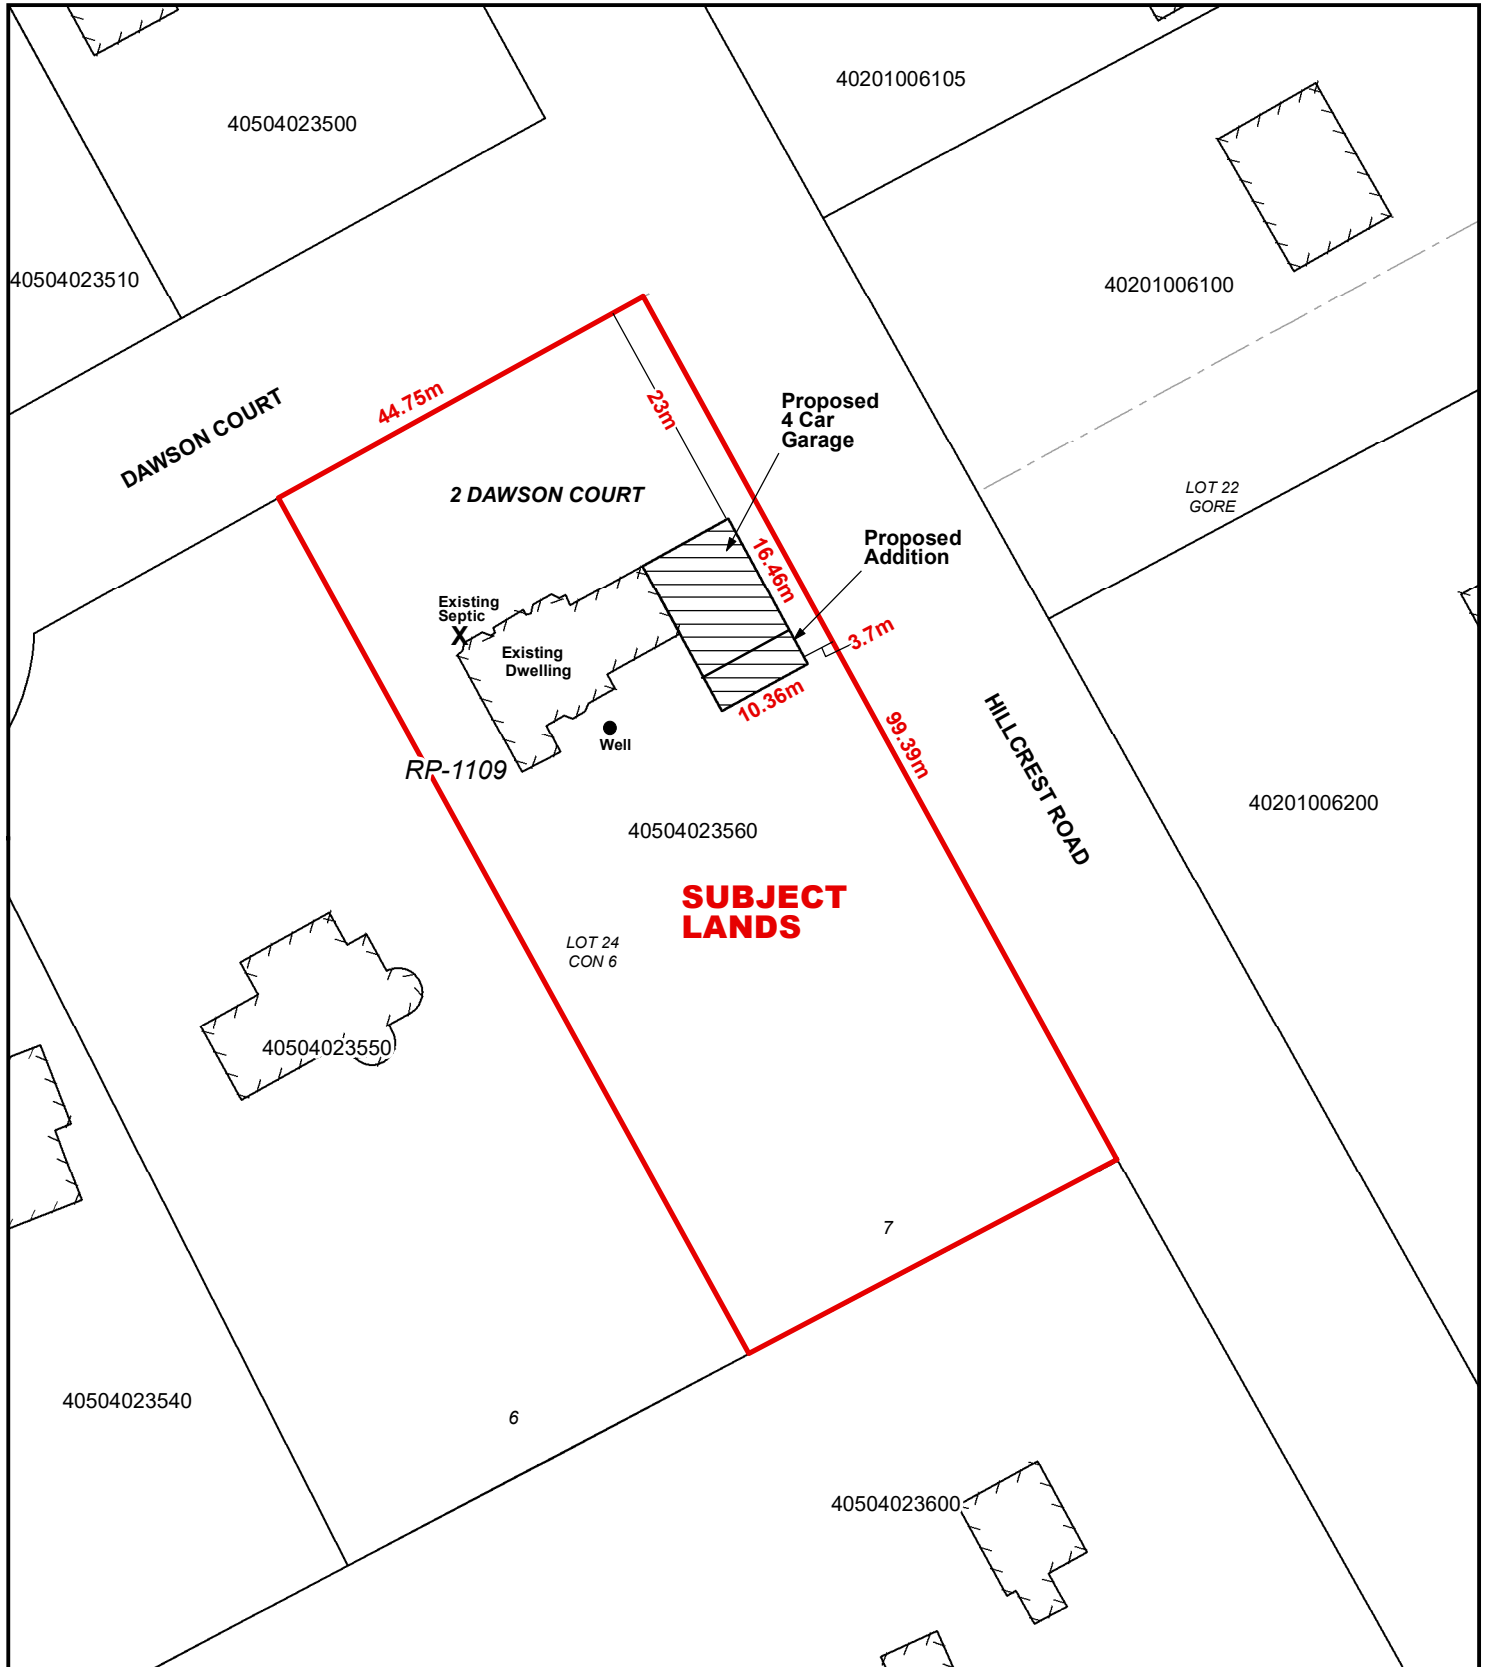 40201006105
40504023500
40504023510
40201006100
44.75m
23m
Proposed
4 Car
Garage
DAWSON COURT
2 DAWSON COURT
LOT 22
GORE
16.46m
Proposed
Addition
Existing
Septic
X
3.7m
Existing
Dwelling
10.36m
Well
99.39m
HILLCREST ROAD
RP-1109
40201006200
40504023560
SUBJECT
LANDS
LOT 24
CON 6
40504023550
7
40504023540
6
40504023600